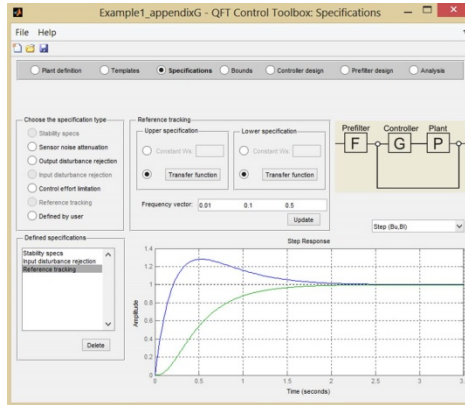 Example1_appendixG - QFT Control Toolbox: Specifications
File Help
Plant definition Templates Specifications Bounds Controller design Prefilter design Analysis
Choose the specification type
Stability specs
Sensor noise attenuation
Output disturbance rejection
Input disturbance rejection
Control effort limitation
Reference tracking
Defined by user
Reference tracking
Upper specification
Constant Ws:
Transfer function
Lower specification
Constant Ws:
Transfer function
Frequency vector: 0.01 0.1 0.5
Update
Prefilter Controller Plant
F G P
Step (Bu,Bl)
Defined specifications
Stability specs
Input disturbance rejection
Reference tracking
Delete
Step Response
Amplitude
1.4
1.2
1
0.8
0.6
0.4
0.2
0
0 0.5 1 1.5 2 2.5 3 3.5
Time (seconds)